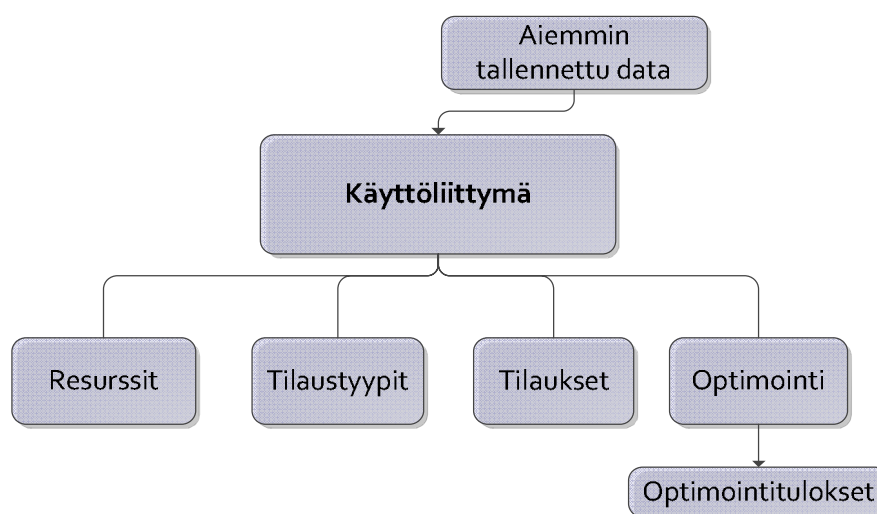 Aiemmin
tallennettu data
Käyttöliittymä
Resurssit
Tilaustyypit
Tilaukset
Optimointi
Optimointitulokset